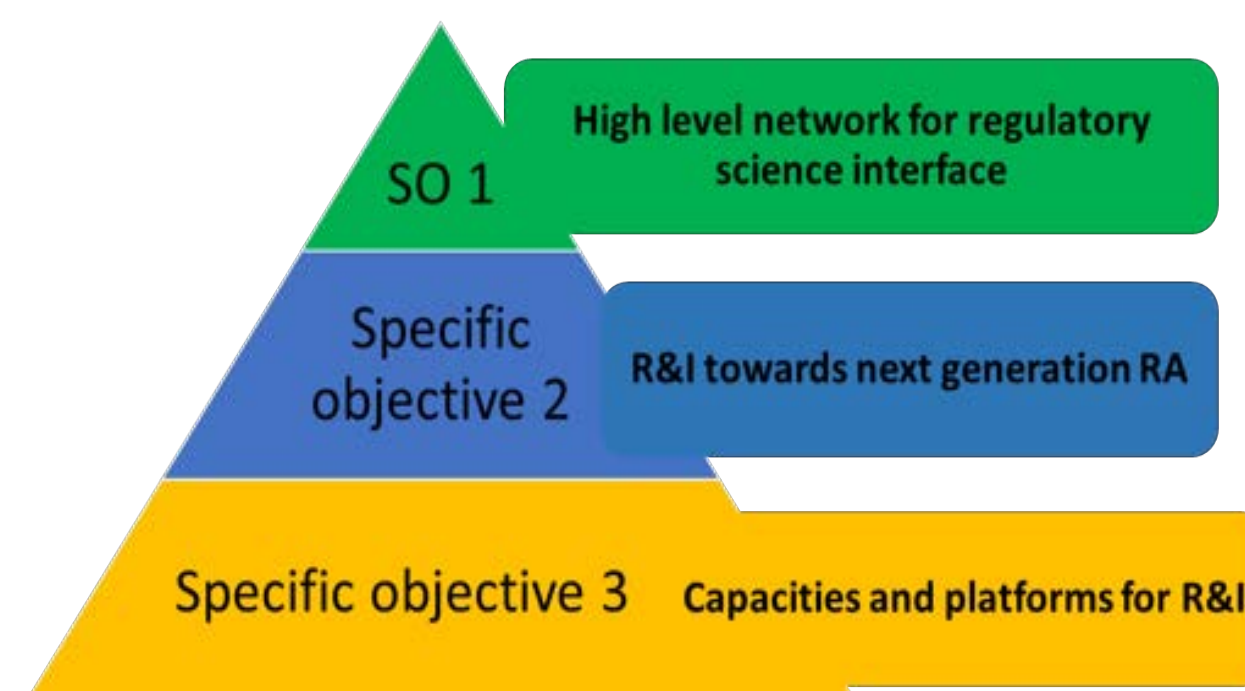 SO 1
High level network for regulatory
science interface
Specific
objective 2
R&I towards next generation RA
Specific objective 3
Capacities and platforms for R&I